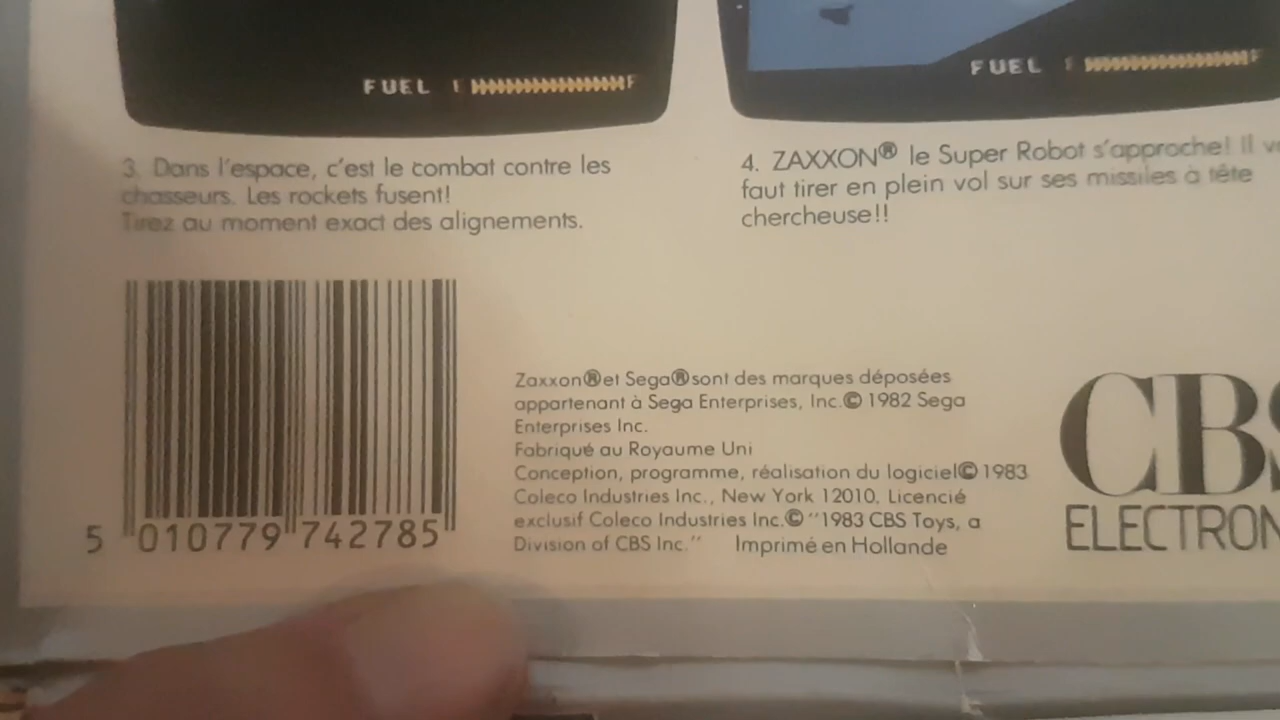 FUEL E F
FUEL E F
3. Dans l'espace, c'est le combat contre les
chasseurs. Les rockets fusent!
Tirez au moment exact des alignements.
4. ZAXXON® le Super Robot s'approche! Il
faut tirer en plein vol sur ses missiles à tête
chercheuse!!
5 010779 742785
Zaxxon® et Sega® sont des marques déposées
appartenant à Sega Enterprises, Inc.© 1982 Sega
Enterprises Inc.
Fabriqué au Royaume Uni
Conception, programme, réalisation du logiciel© 1983
Coleco Industries Inc., New York 12010. Licencié
exclusif Coleco Industries Inc.© "1983 CBS Toys, a
Division of CBS Inc." Imprimé en Hollande
CBS
ELECTRON